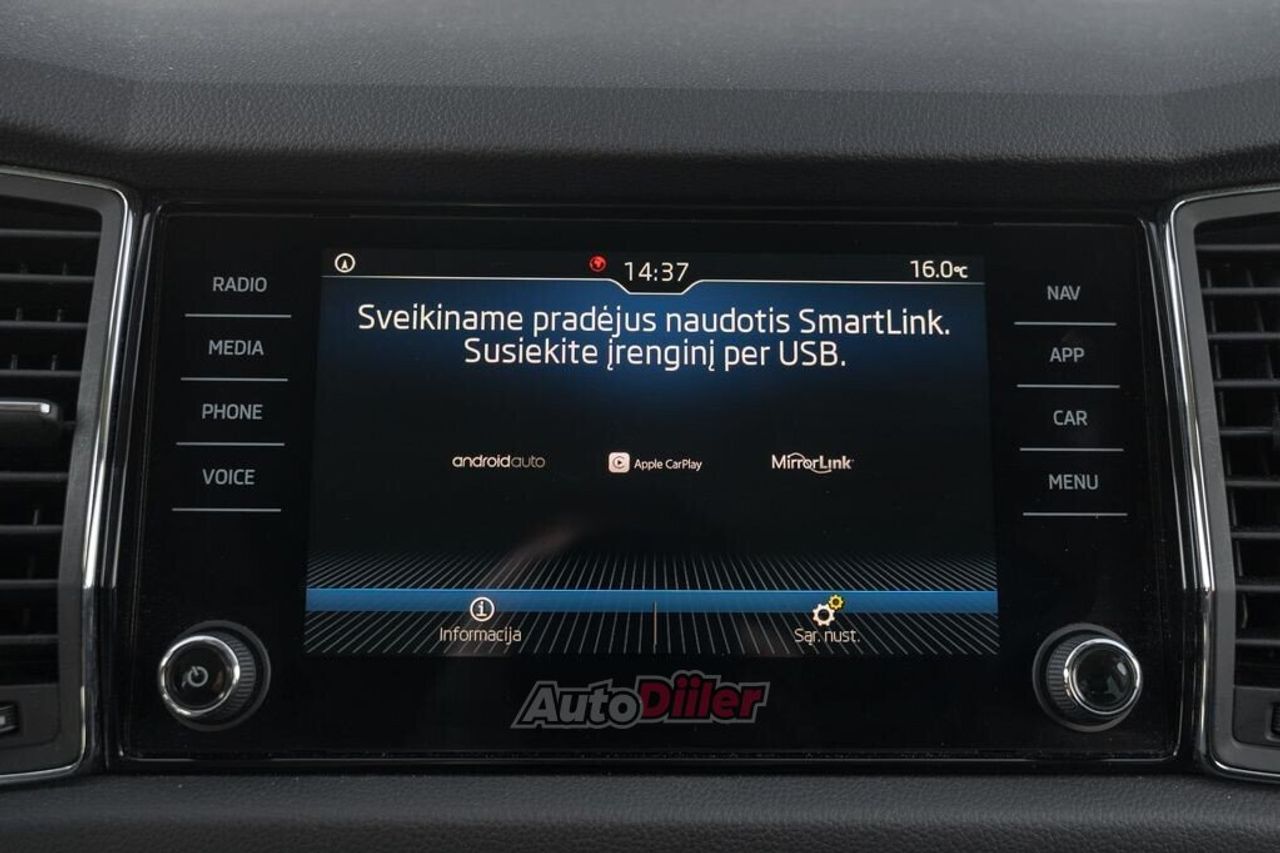 RADIO
MEDIA
PHONE
VOICE
14:37
16.0°C
Sveikiname pradėjus naudotis SmartLink.
Susiekite įrenginį per USB.
androidauto
Apple CarPlay
MirrorLink
Informacija
Sąr. nust.
NAV
APP
CAR
MENU
AutoDiiler